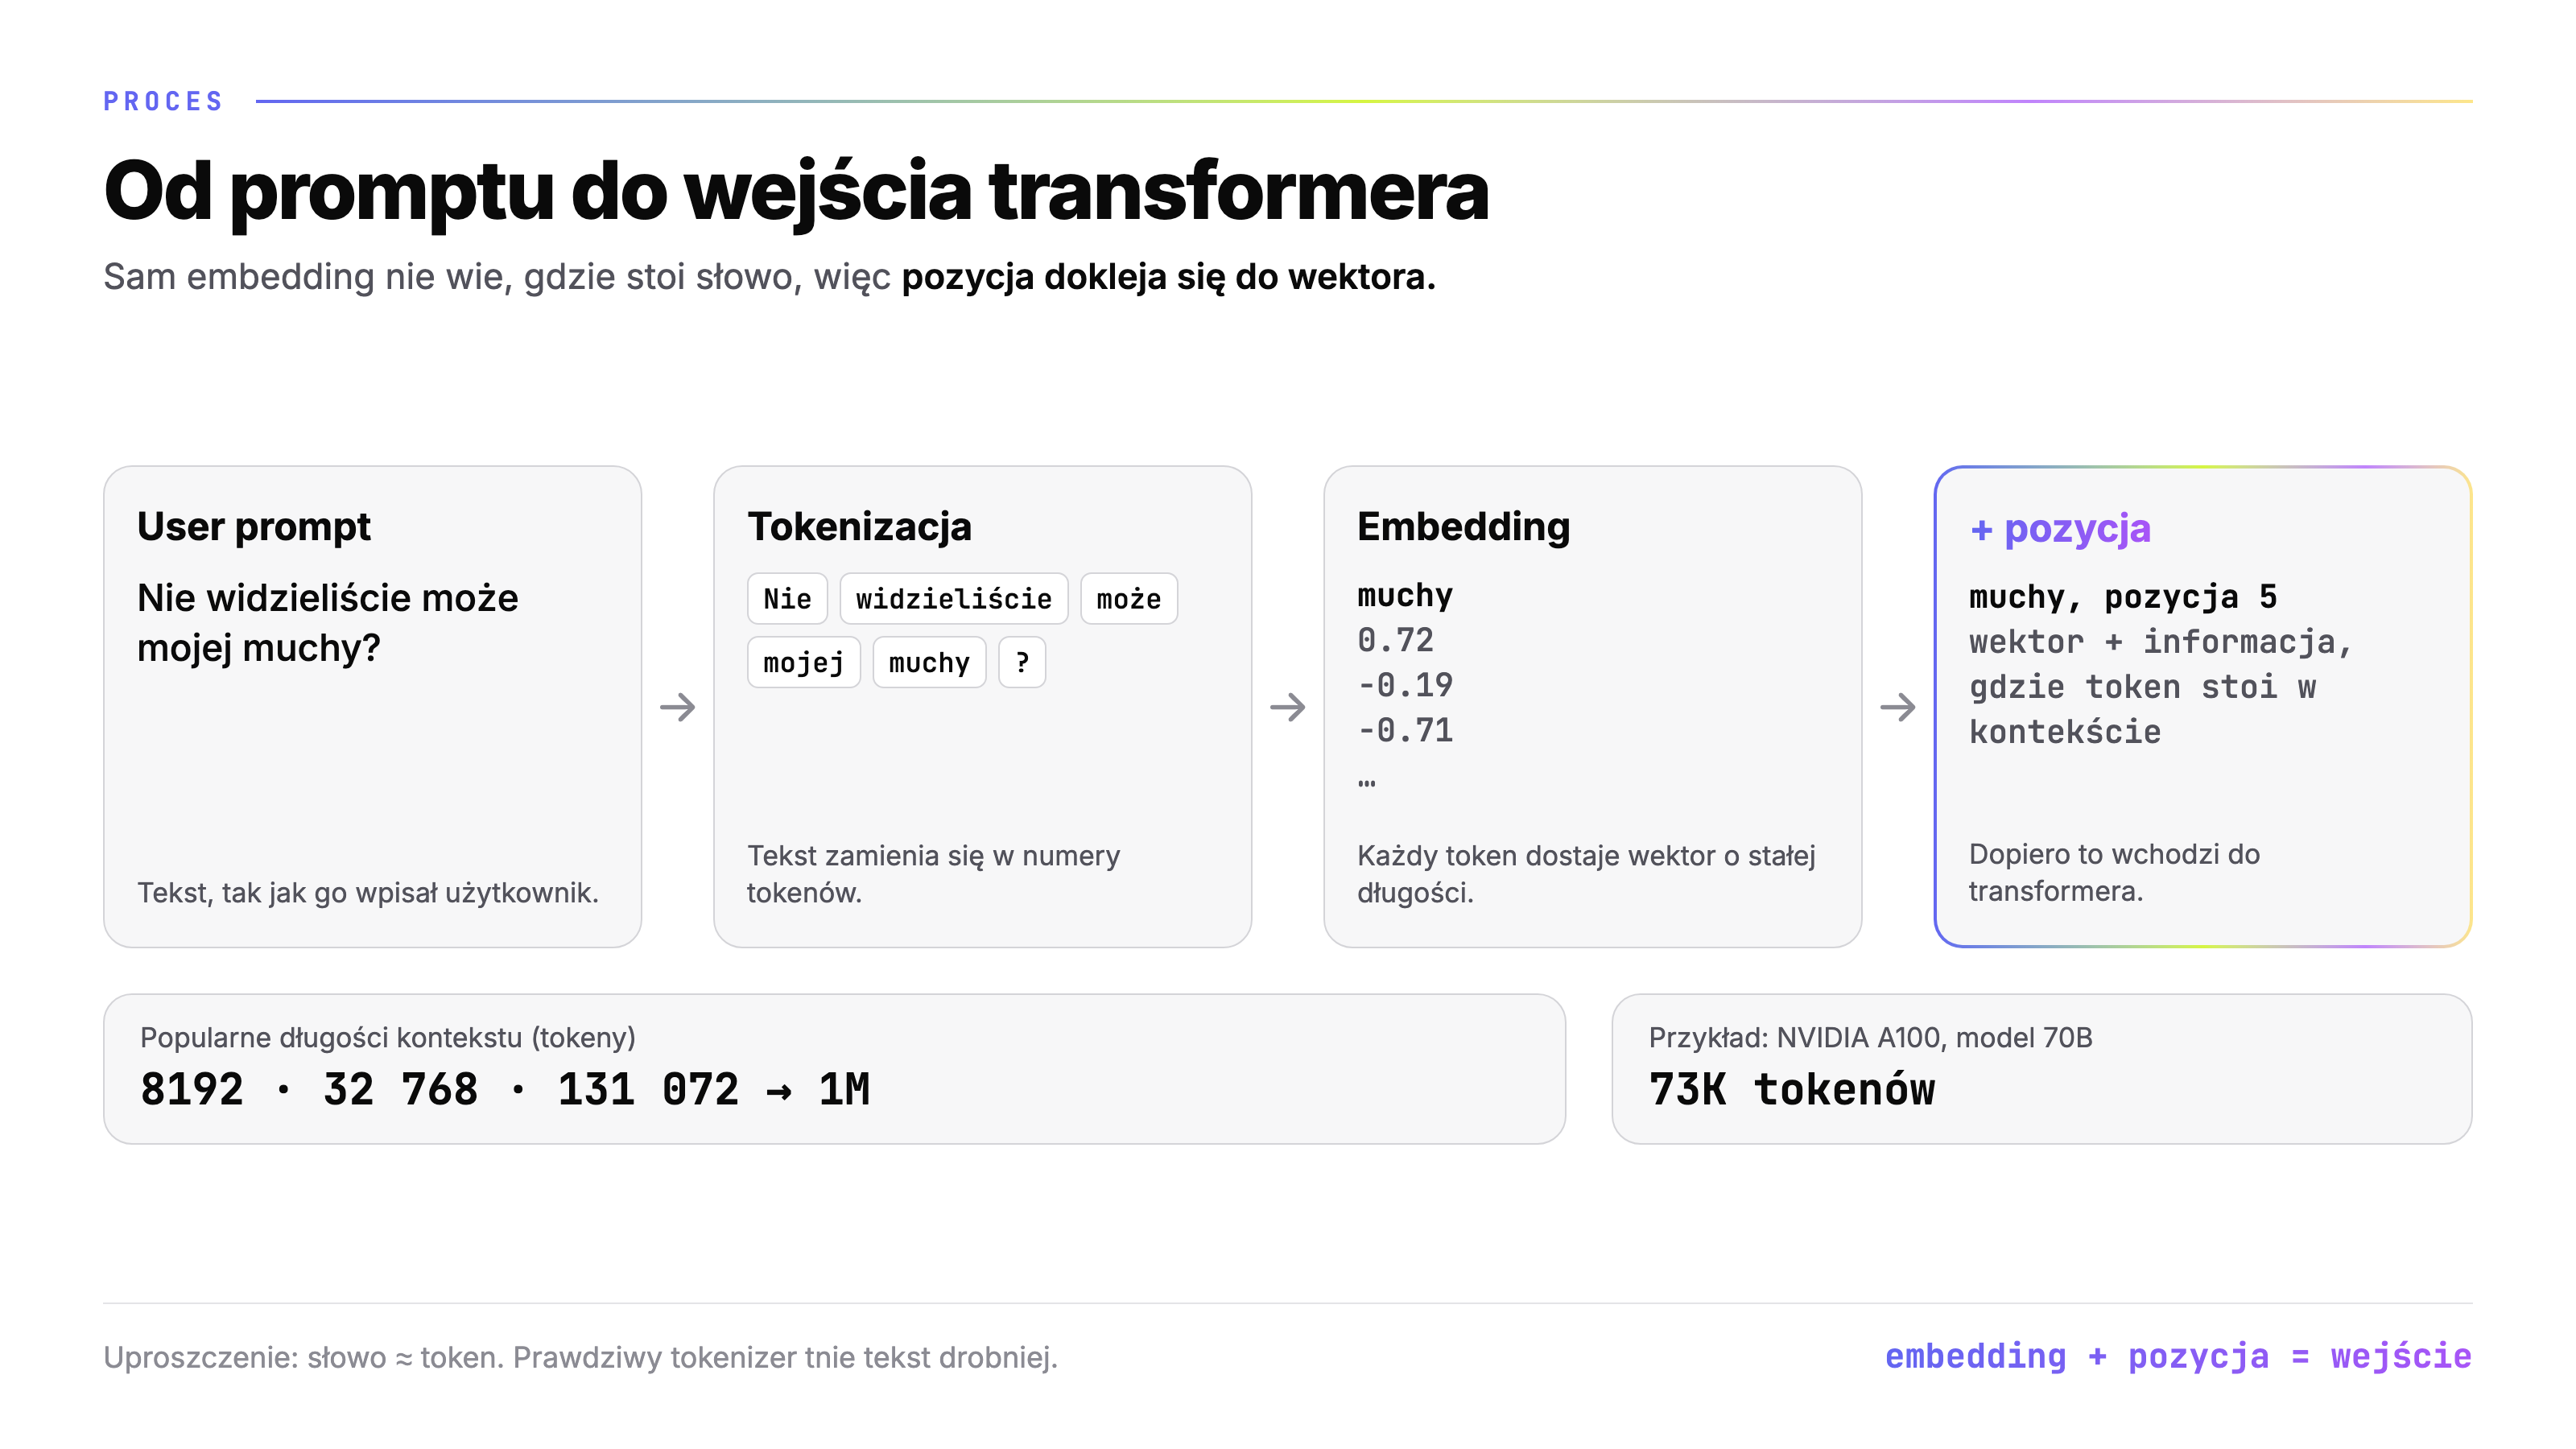 PROCES
Od promptu do wejścia transformera
Sam embedding nie wie, gdzie stoi słowo, więc pozycja dokleja się do wektora.
User prompt
Nie widzieliście może
mojej muchy?
Tekst, tak jak go wpisał użytkownik.
→
Tokenizacja
Nie widzieliście może
mojej muchy ?
Tekst zamienia się w numery
tokenów.
→
Embedding
muchy
0.72
-0.19
-0.71
…
Każdy token dostaje wektor o stałej
długości.
→
+ pozycja
muchy, pozycja 5
wektor + informacja,
gdzie token stoi w
kontekście
Dopiero to wchodzi do
transformera.
Popularne długości kontekstu (tokeny)
8192 · 32 768 · 131 072 → 1M
Przykład: NVIDIA A100, model 70B
73K tokenów
Uproszczenie: słowo ≈ token. Prawdziwy tokenizer tnie tekst drobniej.
embedding + pozycja = wejście